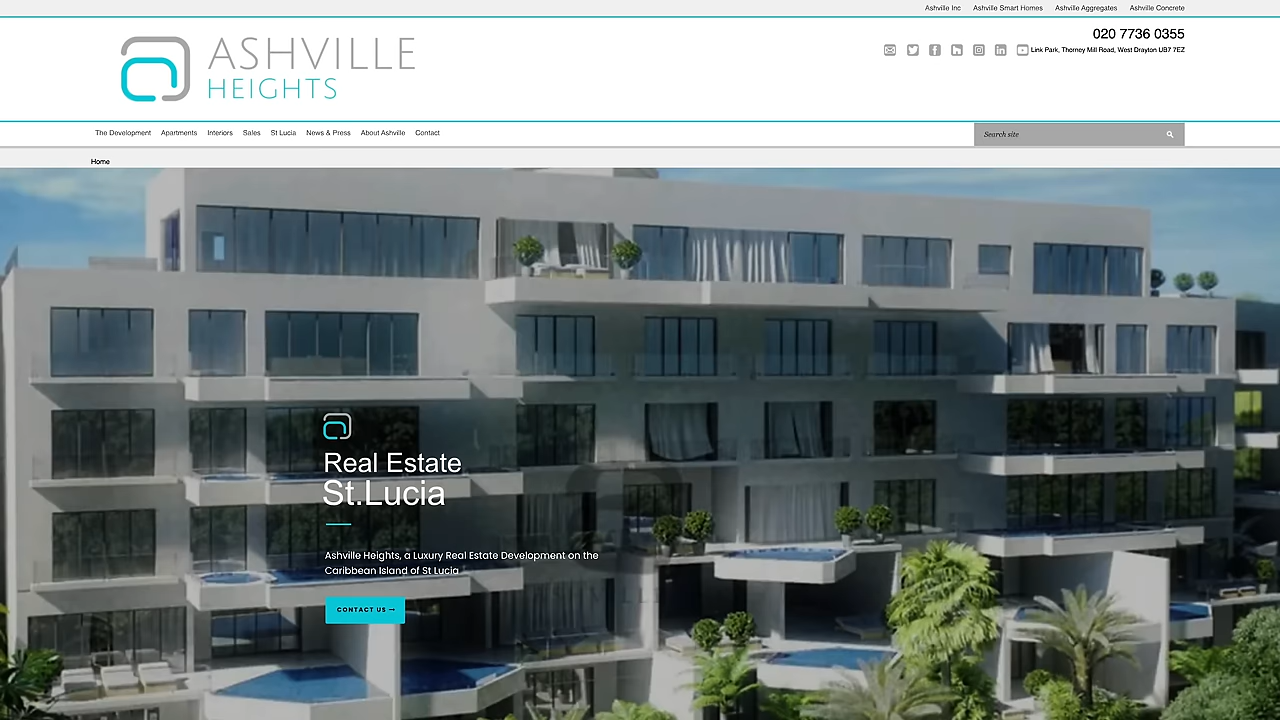 Ashville Inc Ashville Smart Homes Ashville Aggregates Ashville Concrete
ASHVILLE
HEIGHTS
020 7736 0355
Link Park, Thorney Mill Road, West Drayton UB7 7EZ
The Development Apartments Interiors Sales St Lucia News & Press About Ashville Contact
Search site
Home
Real Estate
St.Lucia
Ashville Heights, a Luxury Real Estate Development on the
Caribbean Island of St Lucia
CONTACT US →